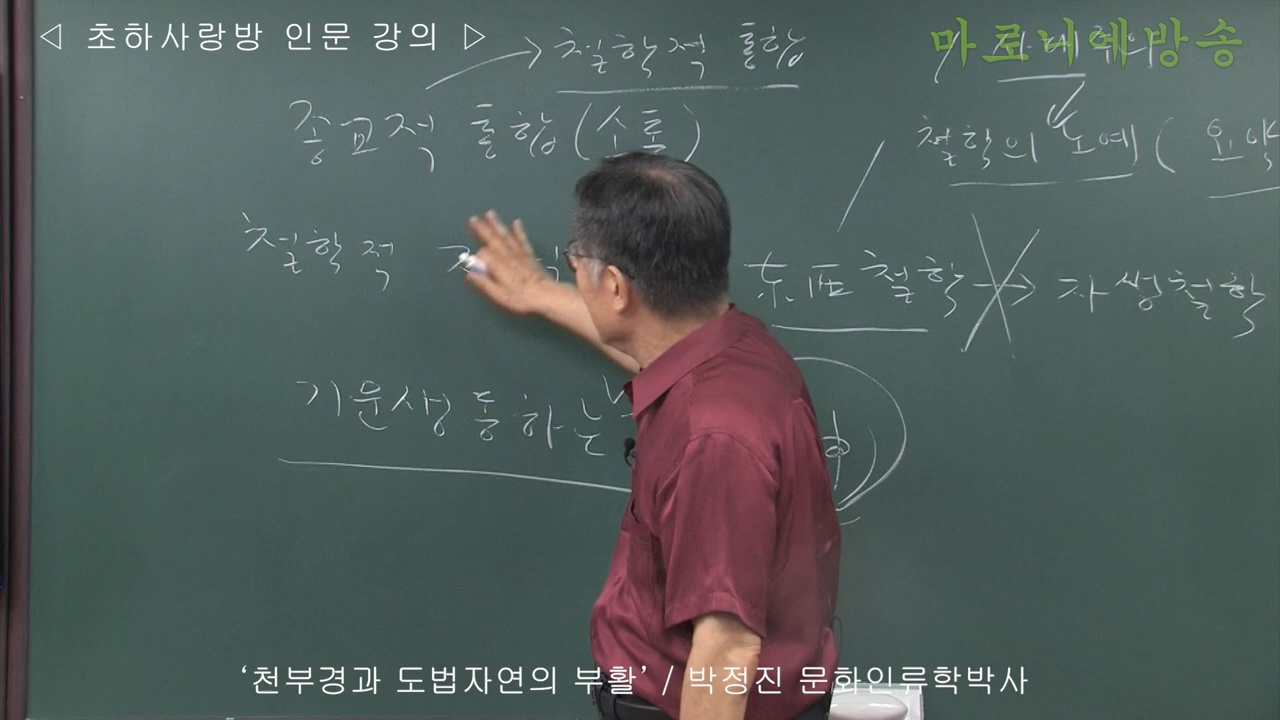 ◁ 초하사랑방 인문 강의 ▷
마로니에방송
→ 철학적 통합
종교적 통합 (소통)
철학의 노예 ( 요약
철학적
東西철학 → 자생철학
기운생동하는
‘천부경과 도법자연의 부활’ / 박정진 문화인류학박사